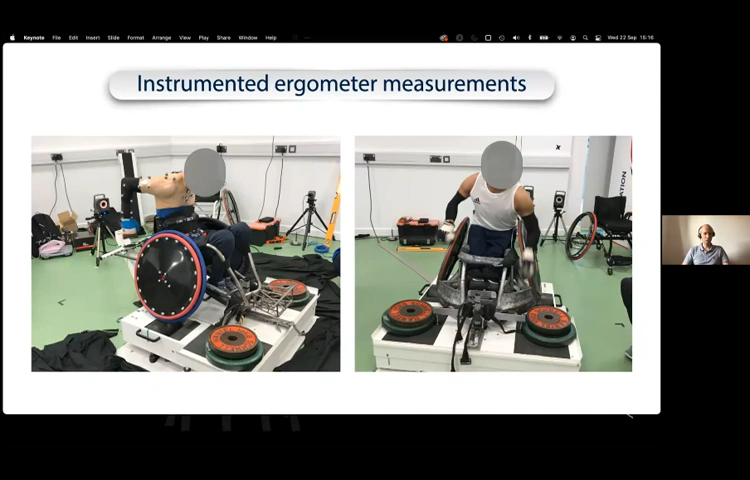 Keynote File Edit Insert Slide Format Arrange View Play Share Window Help Wed 22 Sep 15:16
Instrumented ergometer measurements